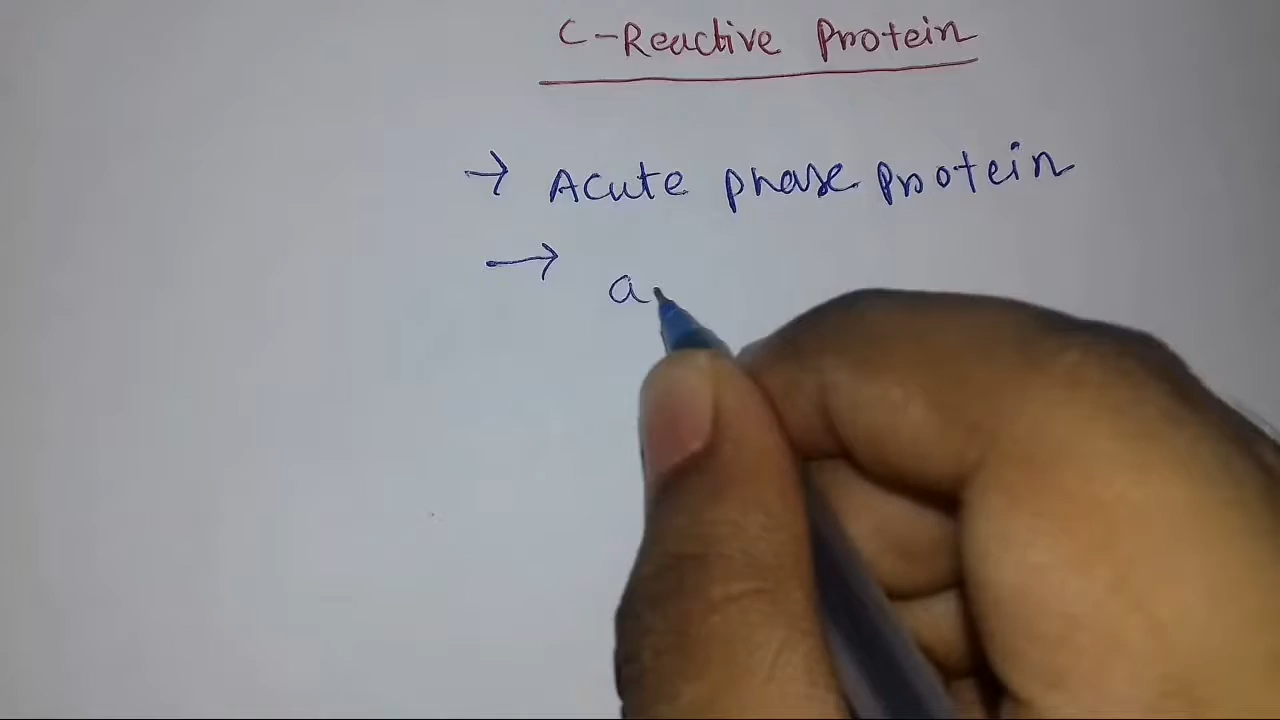 C-Reactive Protein
→ Acute phase protein
→ a